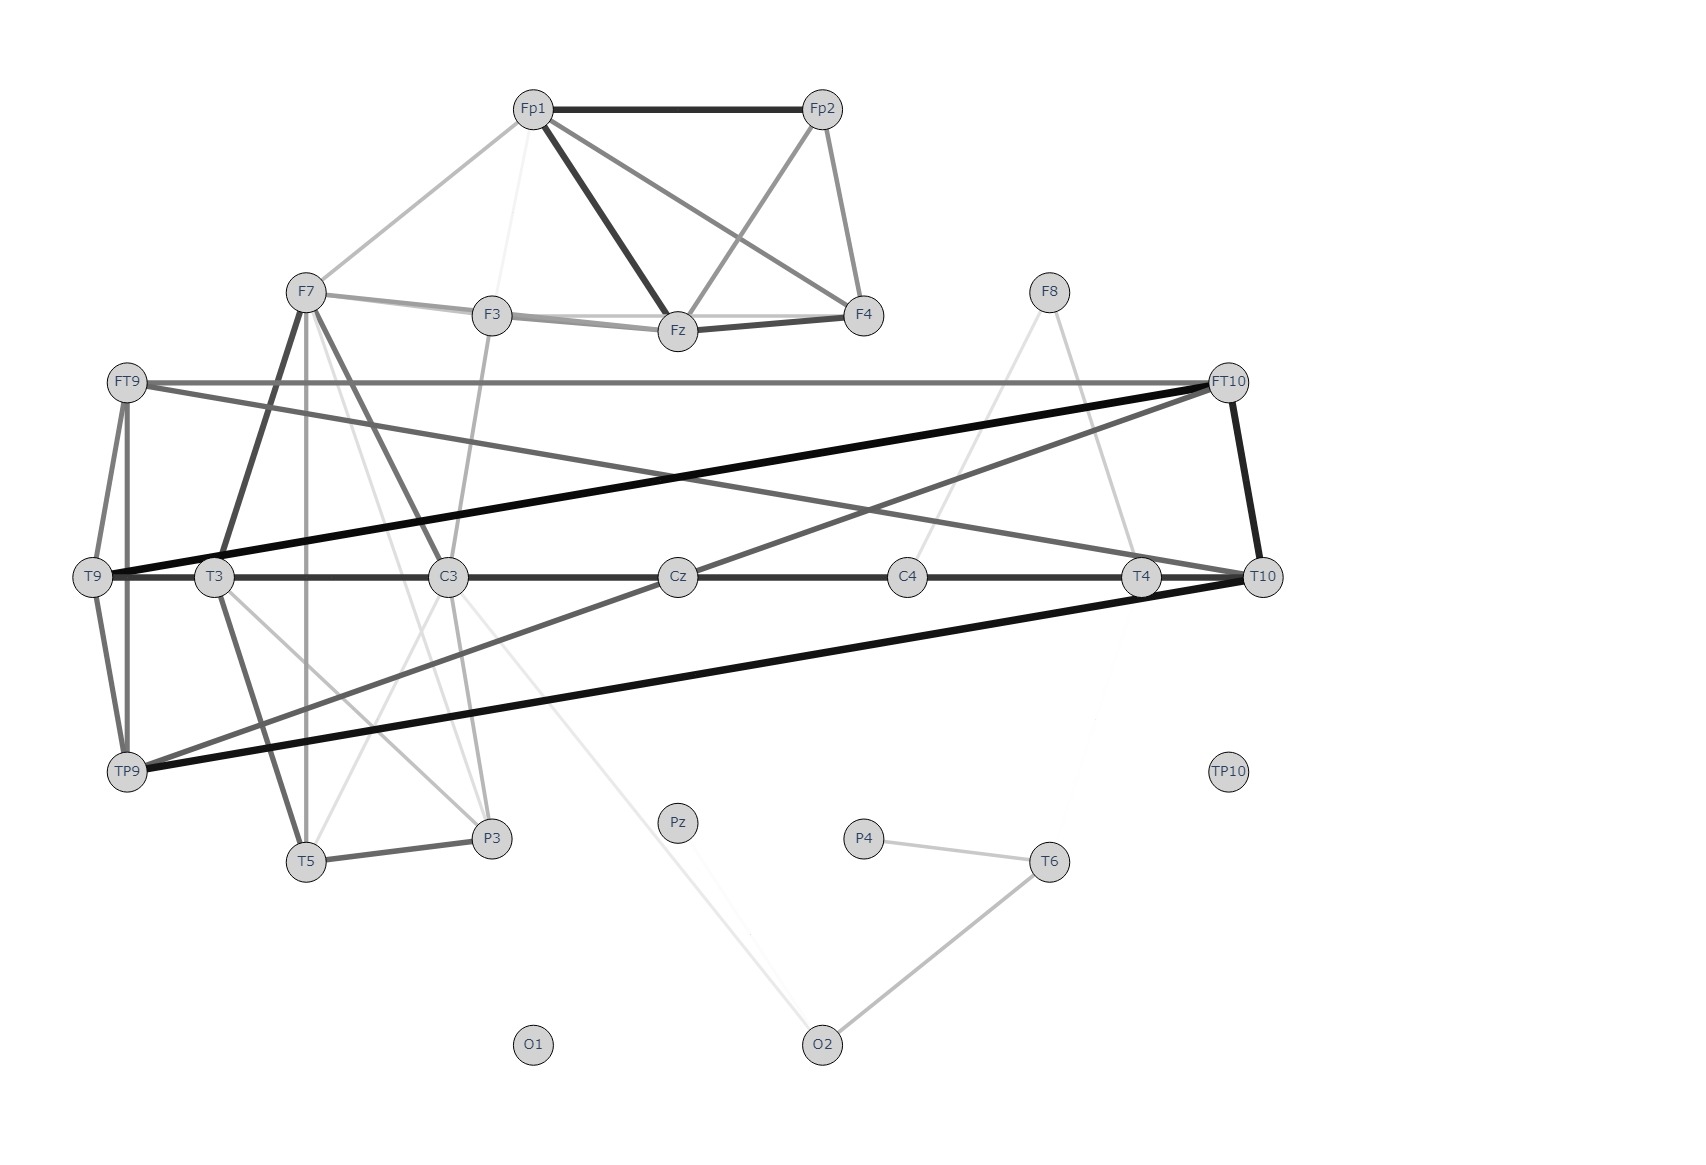 Fp1 Fp2
F7 F3 Fz F4 F8
FT9 FT10
T9 T3 C3 Cz C4 T4 T10
TP9 TP10
T5 P3 Pz P4 T6
O1 O2